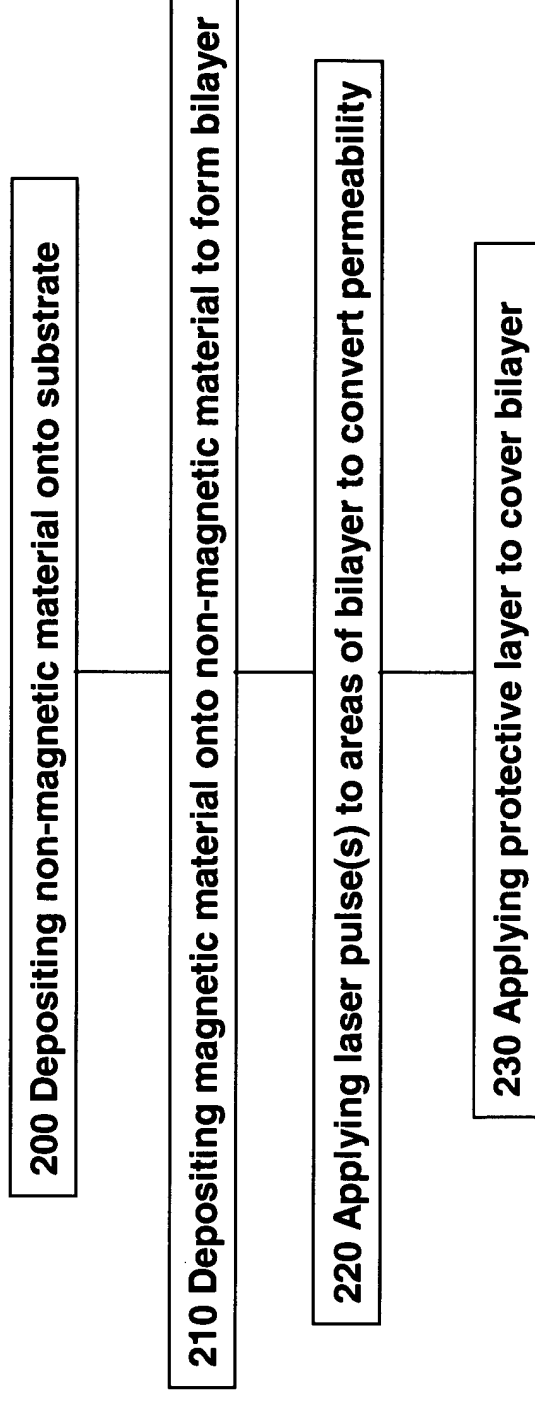 200 Depositing non-magnetic material onto substrate
210 Depositing magnetic material onto non-magnetic material to form bilayer
220 Applying laser pulse(s) to areas of bilayer to convert permeability
230 Applying protective layer to cover bilayer